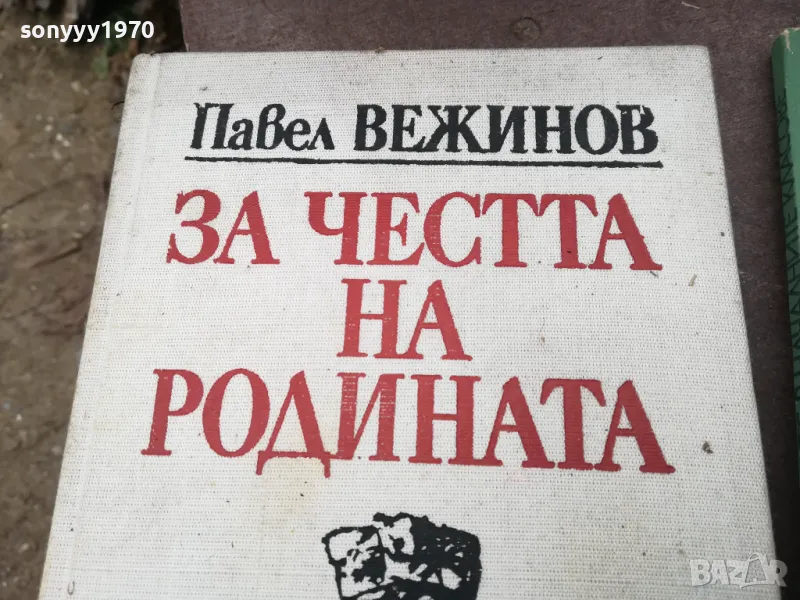 sonyyy1970
Павел ВЕЖИНОВ
ЗА ЧЕСТТА
НА
РОДИНАТА
BAZAR